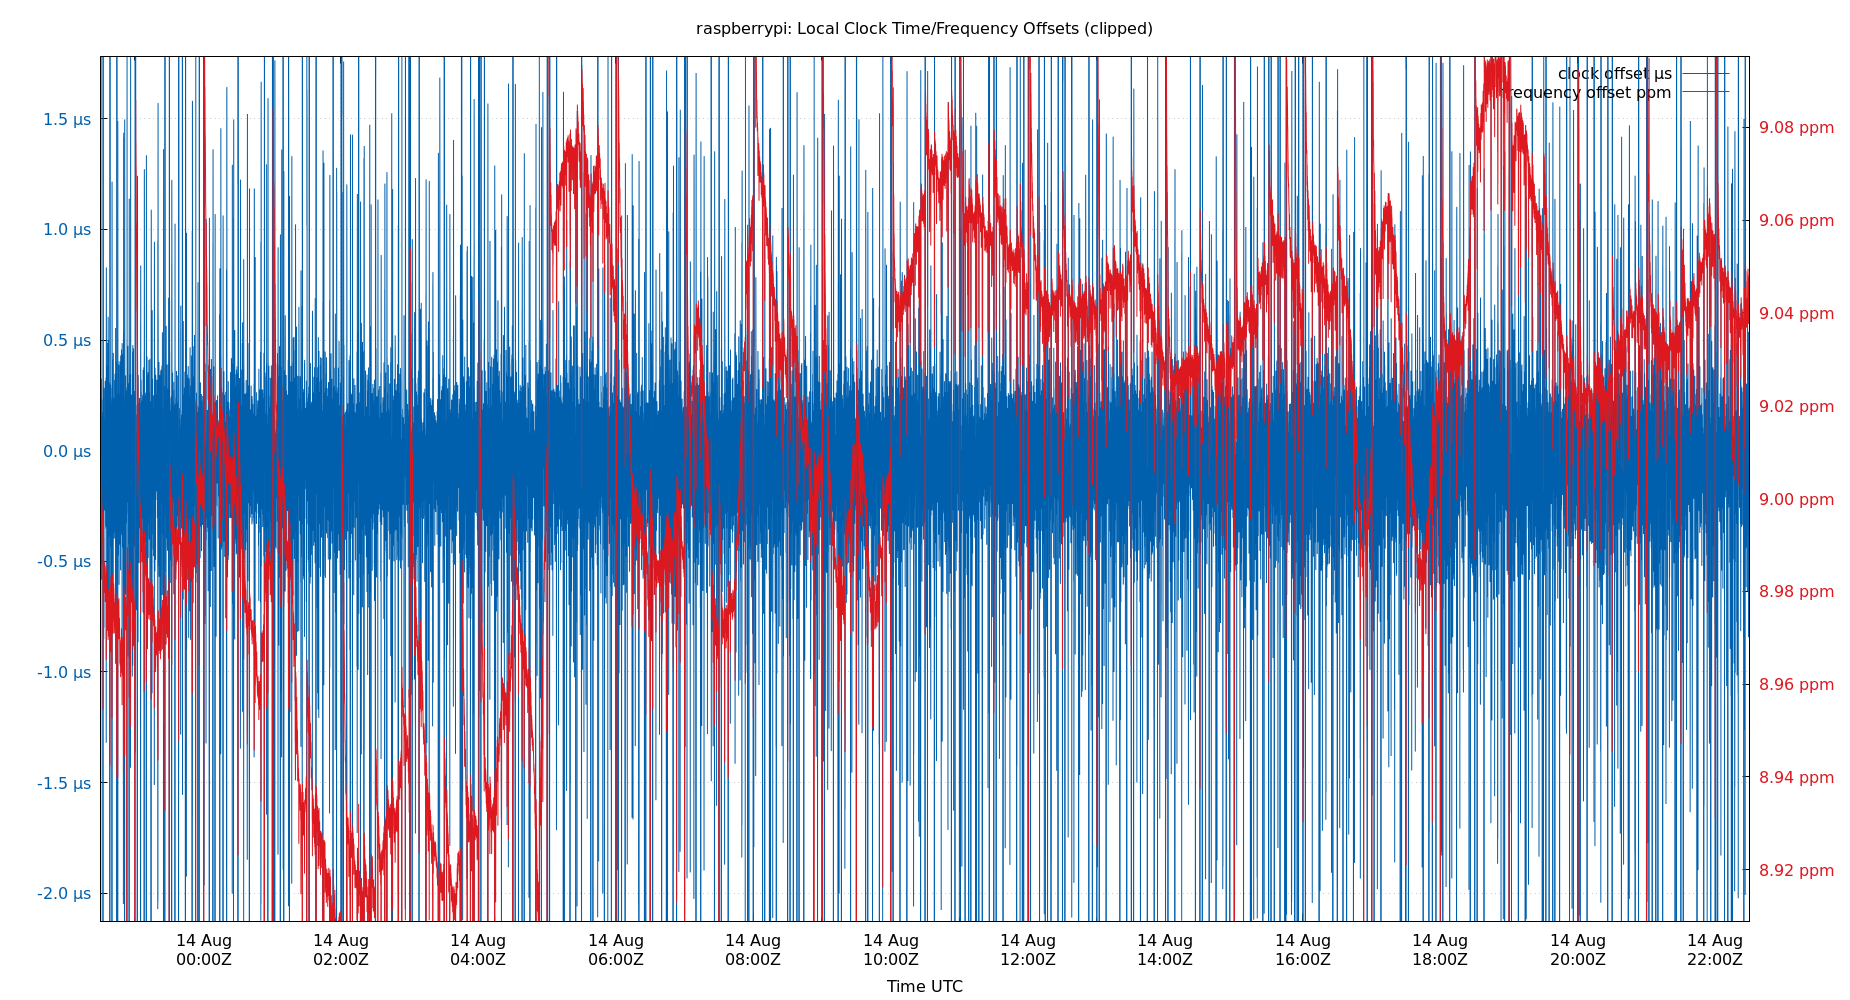 raspberrypi: Local Clock Time/Frequency Offsets (clipped)
clock offset µs
frequency offset ppm
1.5 µs
1.0 µs
0.5 µs
0.0 µs
-0.5 µs
-1.0 µs
-1.5 µs
-2.0 µs
9.08 ppm
9.06 ppm
9.04 ppm
9.02 ppm
9.00 ppm
8.98 ppm
8.96 ppm
8.94 ppm
8.92 ppm
14 Aug 14 Aug 14 Aug 14 Aug 14 Aug 14 Aug 14 Aug 14 Aug 14 Aug 14 Aug 14 Aug 14 Aug
00:00Z 02:00Z 04:00Z 06:00Z 08:00Z 10:00Z 12:00Z 14:00Z 16:00Z 18:00Z 20:00Z 22:00Z
Time UTC